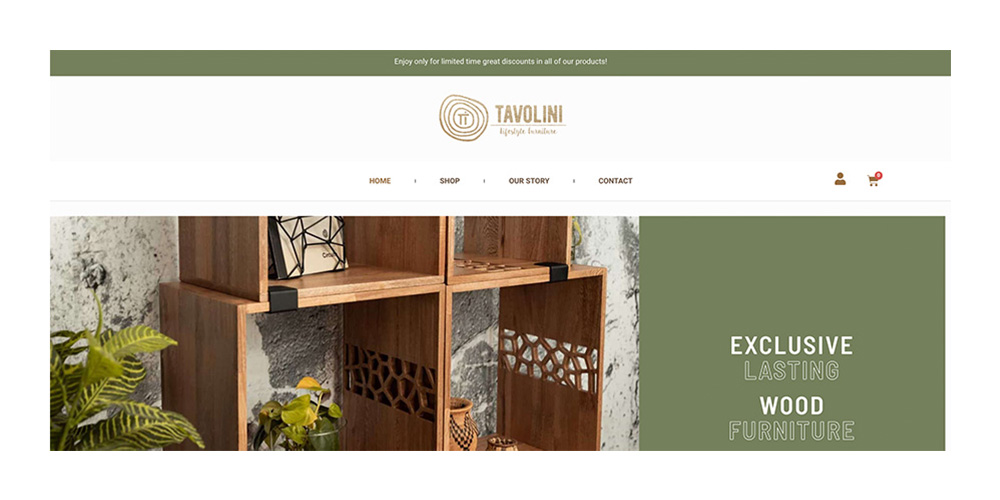 Enjoy only for limited time great discounts in all of our products!
TAVOLINI
lifestyle furniture
HOME
SHOP
OUR STORY
CONTACT
0
EXCLUSIVE
LASTING
WOOD
FURNITURE